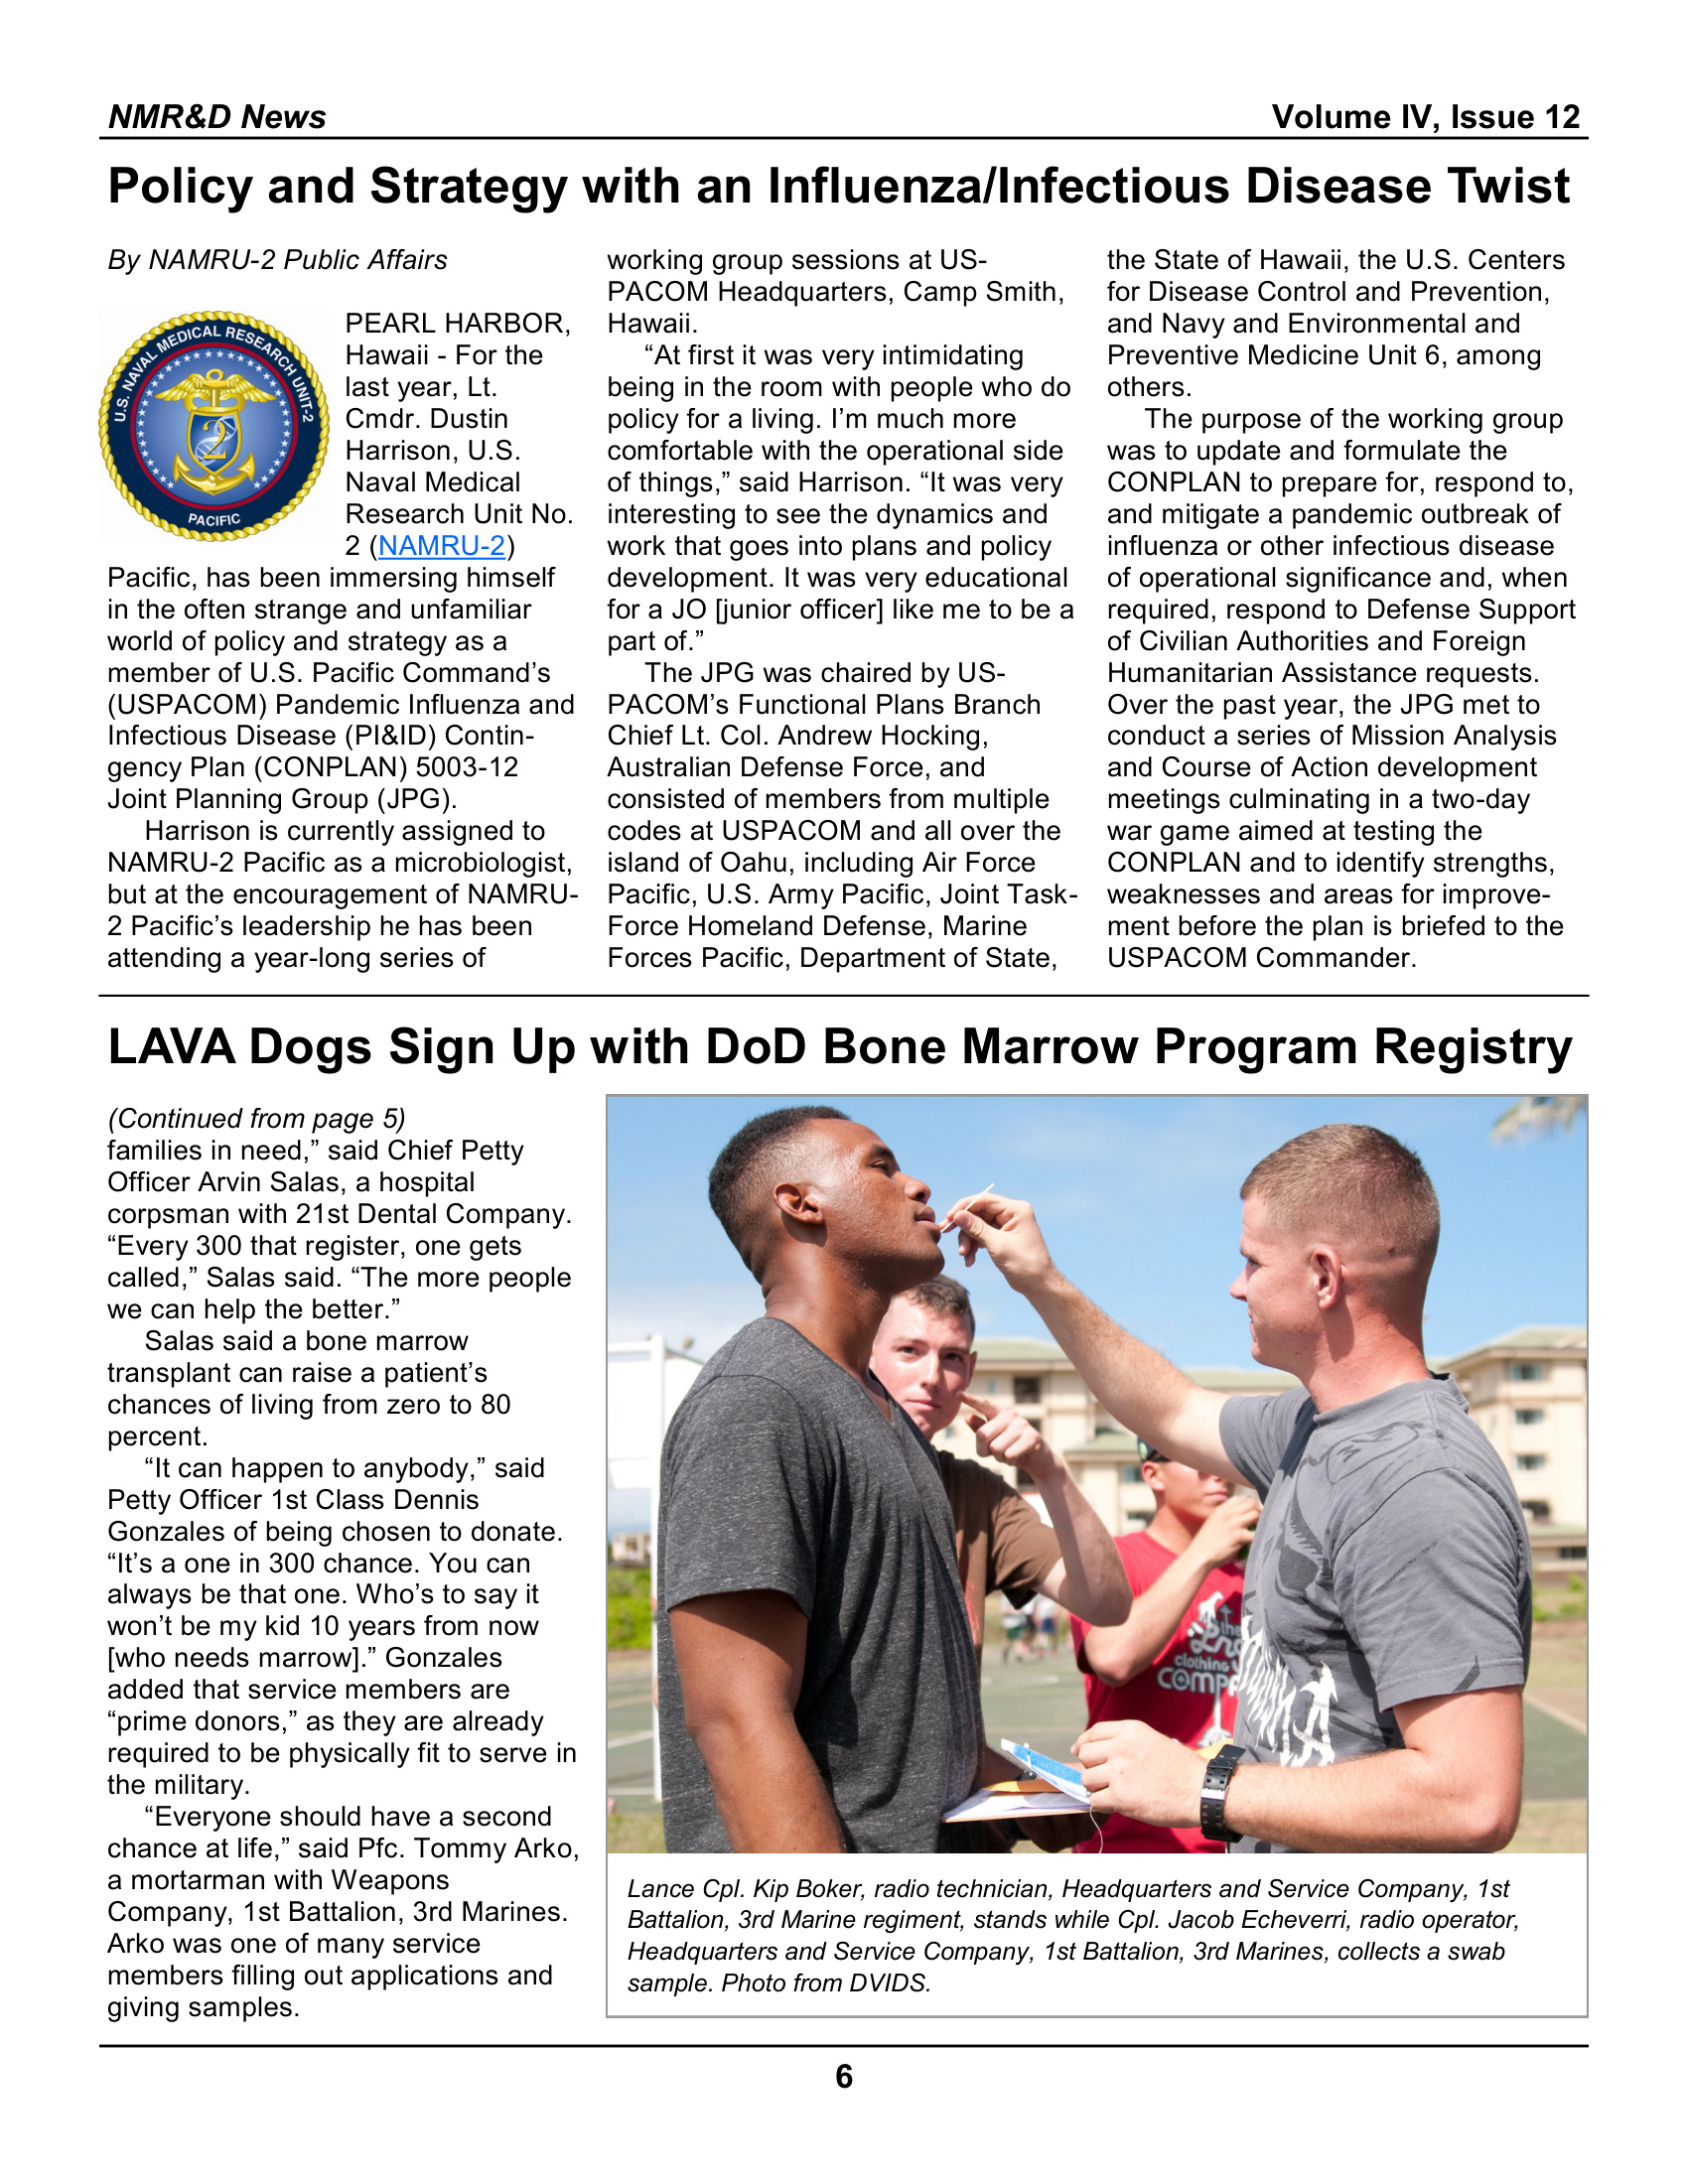 NMR&D News
Volume IV, Issue 12
Policy and Strategy with an Influenza/Infectious Disease Twist
By NAMRU-2 Public Affairs
U.S. NAVAL MEDICAL RESEARCH UNIT-2
2
PACIFIC
PEARL HARBOR,
Hawaii - For the
last year, Lt.
Cmdr. Dustin
Harrison, U.S.
Naval Medical
Research Unit No.
2 (NAMRU-2)
Pacific, has been immersing himself
in the often strange and unfamiliar
world of policy and strategy as a
member of U.S. Pacific Command's
(USPACOM) Pandemic Influenza and
Infectious Disease (PI&ID) Contin-
gency Plan (CONPLAN) 5003-12
Joint Planning Group (JPG).
Harrison is currently assigned to
NAMRU-2 Pacific as a microbiologist,
but at the encouragement of NAMRU-
2 Pacific's leadership he has been
attending a year-long series of
working group sessions at US-
PACOM Headquarters, Camp Smith,
Hawaii.
“At first it was very intimidating
being in the room with people who do
policy for a living. I'm much more
comfortable with the operational side
of things,” said Harrison. “It was very
interesting to see the dynamics and
work that goes into plans and policy
development. It was very educational
for a JO [junior officer] like me to be a
part of.”
The JPG was chaired by US-
PACOM's Functional Plans Branch
Chief Lt. Col. Andrew Hocking,
Australian Defense Force, and
consisted of members from multiple
codes at USPACOM and all over the
island of Oahu, including Air Force
Pacific, U.S. Army Pacific, Joint Task-
Force Homeland Defense, Marine
Forces Pacific, Department of State,
the State of Hawaii, the U.S. Centers
for Disease Control and Prevention,
and Navy and Environmental and
Preventive Medicine Unit 6, among
others.
The purpose of the working group
was to update and formulate the
CONPLAN to prepare for, respond to,
and mitigate a pandemic outbreak of
influenza or other infectious disease
of operational significance and, when
required, respond to Defense Support
of Civilian Authorities and Foreign
Humanitarian Assistance requests.
Over the past year, the JPG met to
conduct a series of Mission Analysis
and Course of Action development
meetings culminating in a two-day
war game aimed at testing the
CONPLAN and to identify strengths,
weaknesses and areas for improve-
ment before the plan is briefed to the
USPACOM Commander.
LAVA Dogs Sign Up with DoD Bone Marrow Program Registry
(Continued from page 5)
families in need,” said Chief Petty
Officer Arvin Salas, a hospital
corpsman with 21st Dental Company.
“Every 300 that register, one gets
called,” Salas said. “The more people
we can help the better.”
Salas said a bone marrow
transplant can raise a patient's
chances of living from zero to 80
percent.
“It can happen to anybody,” said
Petty Officer 1st Class Dennis
Gonzales of being chosen to donate.
“It's a one in 300 chance. You can
always be that one. Who's to say it
won't be my kid 10 years from now
[who needs marrow].” Gonzales
added that service members are
“prime donors,” as they are already
required to be physically fit to serve in
the military.
“Everyone should have a second
chance at life,” said Pfc. Tommy Arko,
a mortarman with Weapons
Company, 1st Battalion, 3rd Marines.
Arko was one of many service
members filling out applications and
giving samples.
the
clothing
Lance Cpl. Kip Boker, radio technician, Headquarters and Service Company, 1st
Battalion, 3rd Marine regiment, stands while Cpl. Jacob Echeverri, radio operator,
Headquarters and Service Company, 1st Battalion, 3rd Marines, collects a swab
sample. Photo from DVIDS.
6